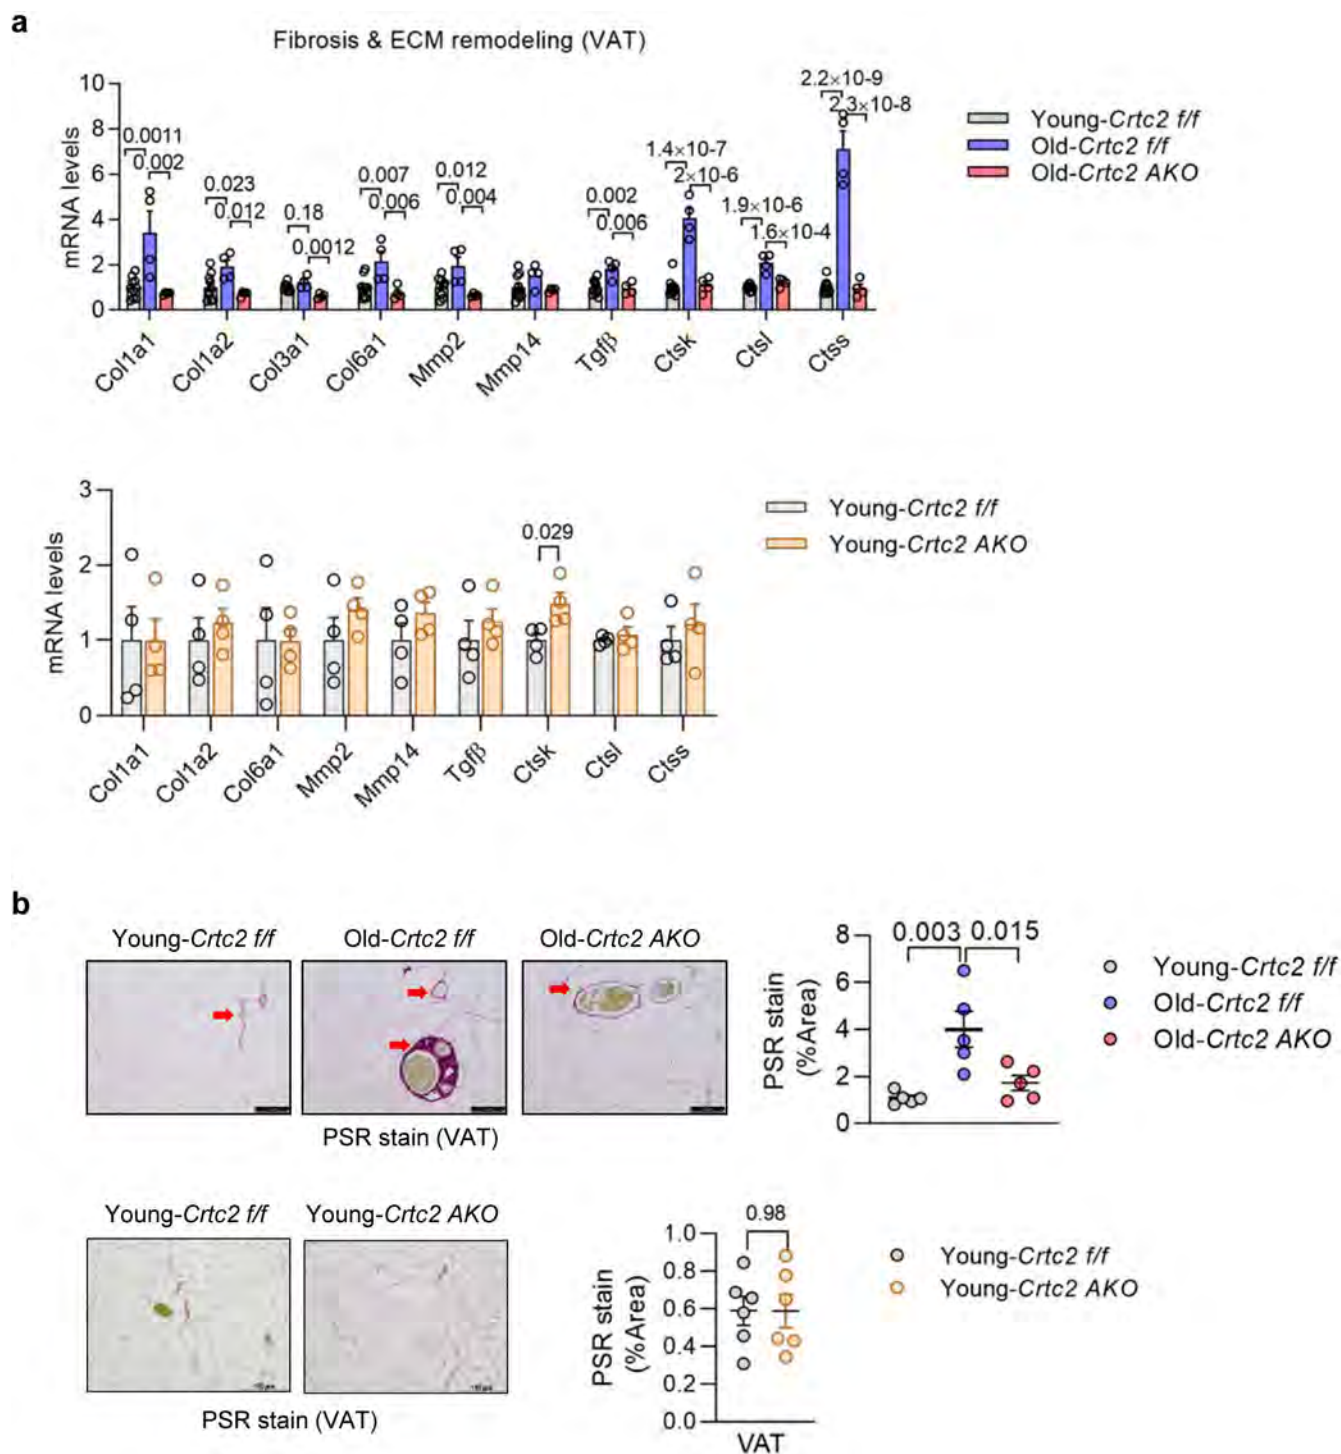 a
Fibrosis & ECM remodeling (VAT)
mRNA levels
10
8
6
4
2
0
0.0011
0.002
0.023
0.012
0.18
0.0012
0.007
0.006
0.012
0.004
0.002
0.006
1.4×10-7
2×10-6
1.9×10-6
1.6×10-4
2.2×10-9
2.3×10-8
Col1a1
Col1a2
Col3a1
Col6a1
Mmp2
Mmp14
Tgfβ
Ctsk
Ctsl
Ctss
Young-Crtc2 f/f
Old-Crtc2 f/f
Old-Crtc2 AKO
mRNA levels
3
2
1
0
0.029
Col1a1
Col1a2
Col6a1
Mmp2
Mmp14
Tgfβ
Ctsk
Ctsl
Ctss
Young-Crtc2 f/f
Young-Crtc2 AKO
b
Young-Crtc2 f/f
Old-Crtc2 f/f
Old-Crtc2 AKO
PSR stain (VAT)
PSR stain
(%Area)
8
6
4
2
0
0.003
0.015
Young-Crtc2 f/f
Old-Crtc2 f/f
Old-Crtc2 AKO
Young-Crtc2 f/f
Young-Crtc2 AKO
PSR stain (VAT)
PSR stain
(%Area)
1.0
0.8
0.6
0.4
0.2
0.0
0.98
VAT
Young-Crtc2 f/f
Young-Crtc2 AKO